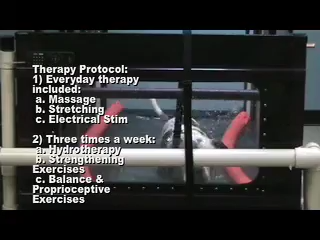 Therapy Protocol:
1) Everyday therapy
included:
a. Massage
b. Stretching
c. Electrical Stim
2) Three times a week:
a. Hydrotherapy
b. Strengthening
Exercises
c. Balance &
Proprioceptive
Exercises